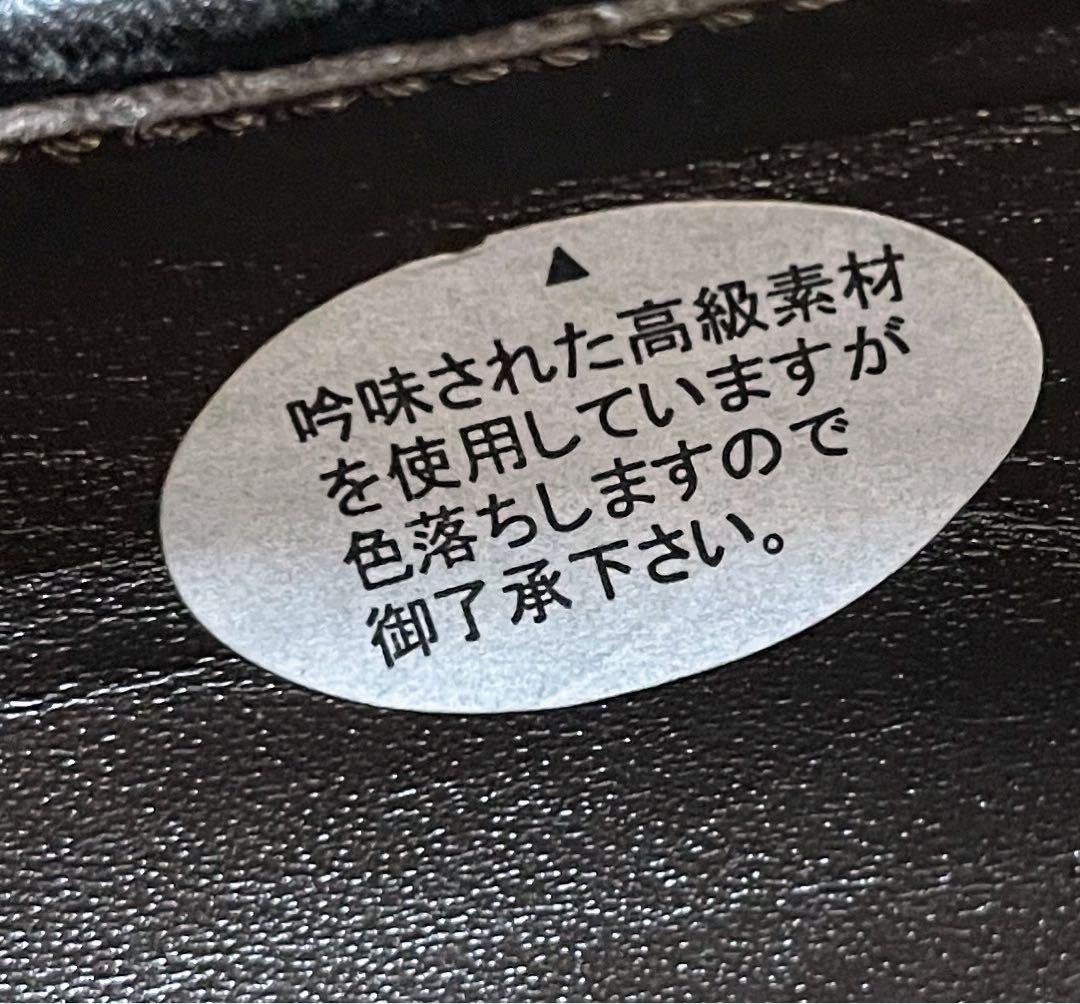 ▲
吟味された高級素材
を使用していますが
色落ちしますので
御了承下さい。